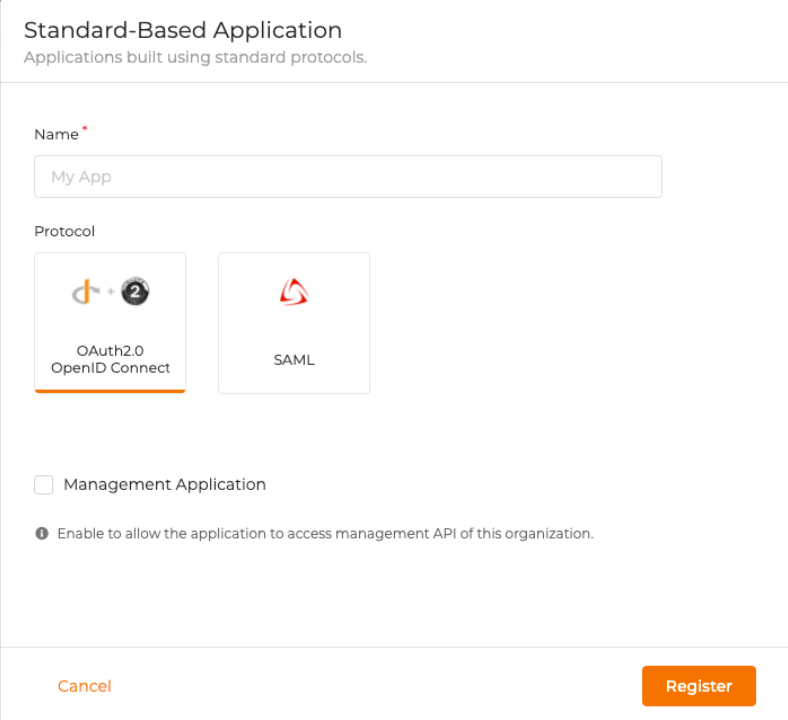 Standard-Based Application
Applications built using standard protocols.
Name *
My App
Protocol
2
OAuth2.0
OpenID Connect
SAML
Management Application
Enable to allow the application to access management API of this organization.
Cancel
Register